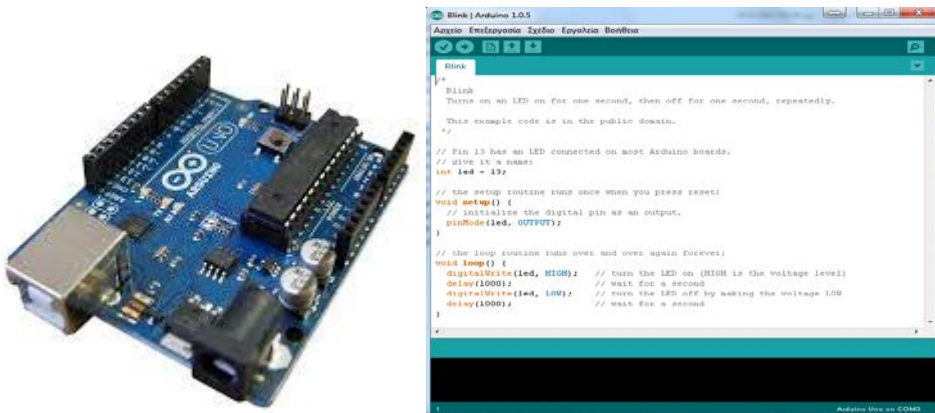 UNO
ARDUINO
Blink | Arduino 1.0.5
Αρχείο Επεξεργασία Σχέδιο Εργαλεία Βοήθεια
Blink
/*
Blink
Turns on an LED on for one second, then off for one second, repeatedly.
This example code is in the public domain.
*/
// Pin 13 has an LED connected on most Arduino boards.
// give it a name:
int led = 13;
// the setup routine runs once when you press reset:
void setup() {
// initialize the digital pin as an output.
pinMode(led, OUTPUT);
}
// the loop routine runs over and over again forever:
void loop() {
digitalWrite(led, HIGH); // turn the LED on (HIGH is the voltage level)
delay(1000); // wait for a second
digitalWrite(led, LOW); // turn the LED off by making the voltage LOW
delay(1000); // wait for a second
}
1
Arduino Uno on COM3